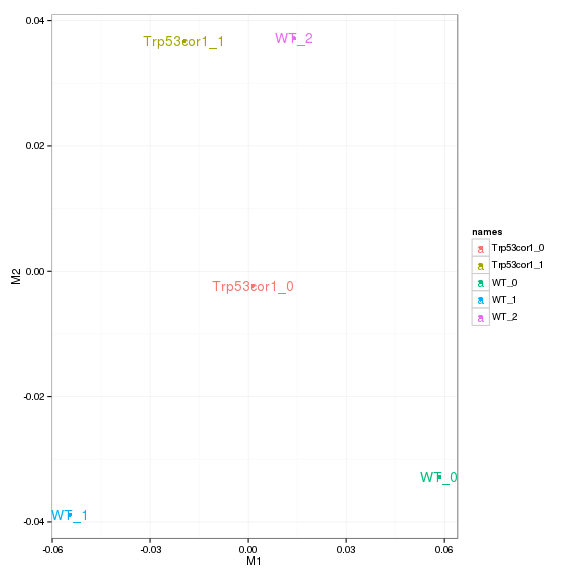 0.04
Trp53cor1_1
WT_2
0.02
names
Trp53cor1_0
Trp53cor1_1
WT_0
WT_1
WT_2
M2
0.00
Trp53cor1_0
-0.02
WT_0
WT_1
-0.04
-0.06 -0.03 0.00 0.03 0.06
M1